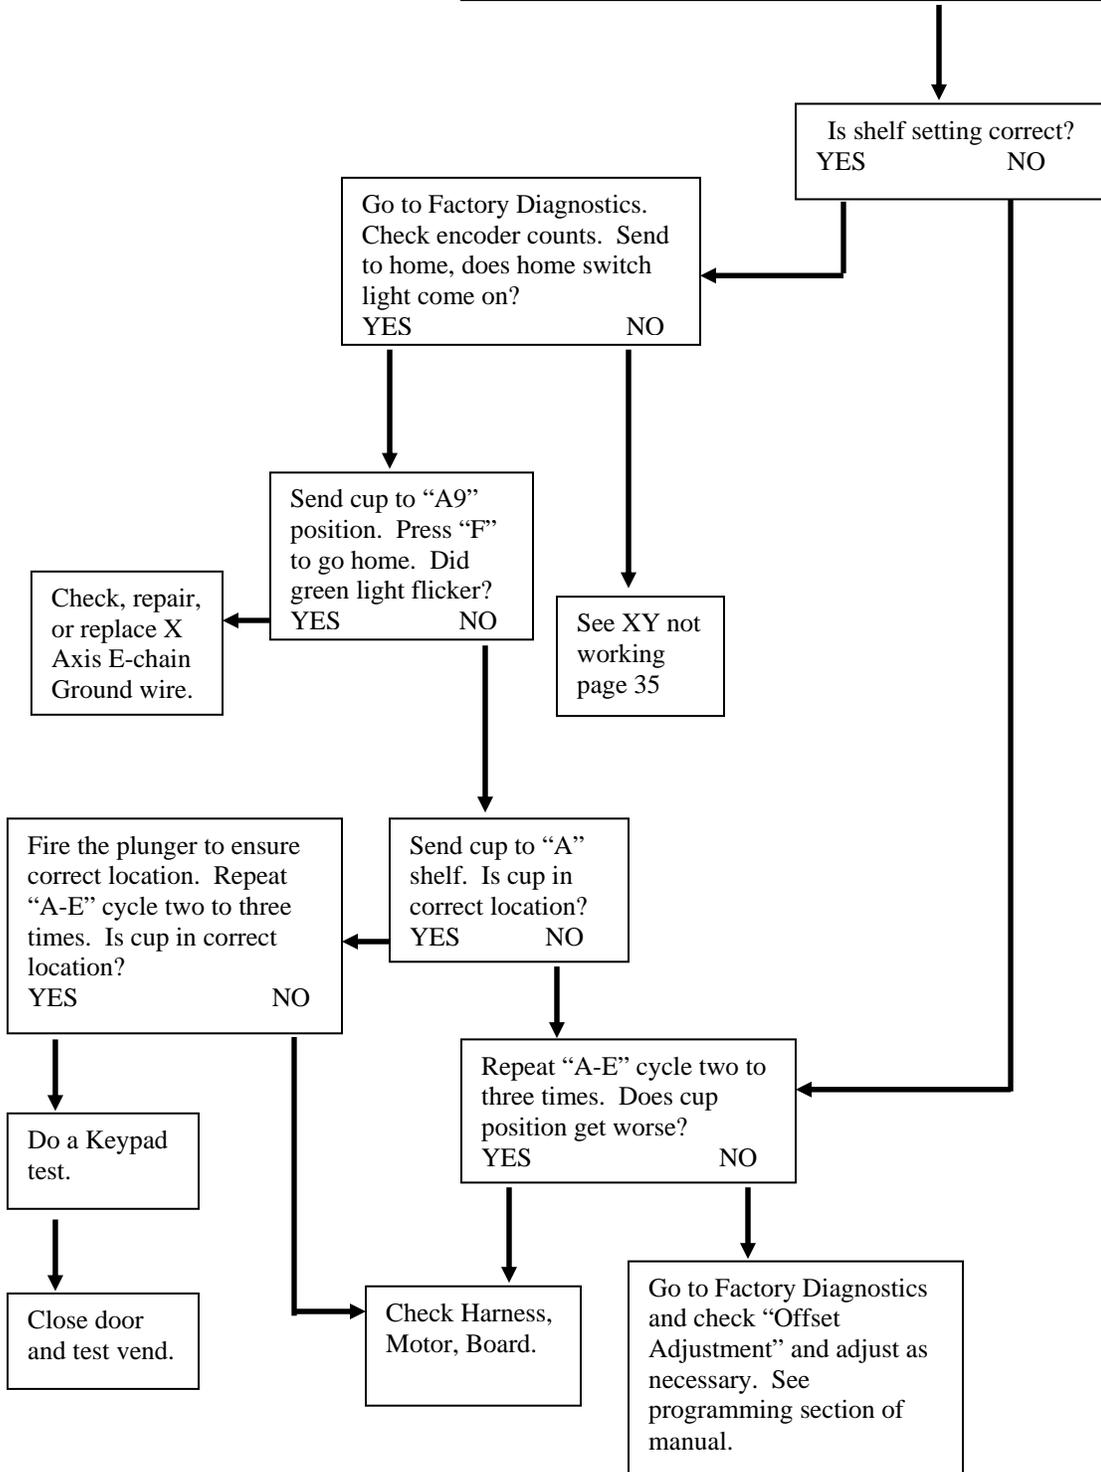 Is shelf setting correct?
YES NO
Go to Factory Diagnostics.
Check encoder counts. Send
to home, does home switch
light come on?
YES NO
Send cup to “A9”
position. Press “F”
to go home. Did
green light flicker?
YES NO
Check, repair,
or replace X
Axis E-chain
Ground wire.
See XY not
working
page 35
Send cup to “A”
shelf. Is cup in
correct location?
YES NO
Fire the plunger to ensure
correct location. Repeat
“A-E” cycle two to three
times. Is cup in correct
location?
YES NO
Repeat “A-E” cycle two to
three times. Does cup
position get worse?
YES NO
Do a Keypad
test.
Close door
and test vend.
Check Harness,
Motor, Board.
Go to Factory Diagnostics
and check “Offset
Adjustment” and adjust as
necessary. See
programming section of
manual.